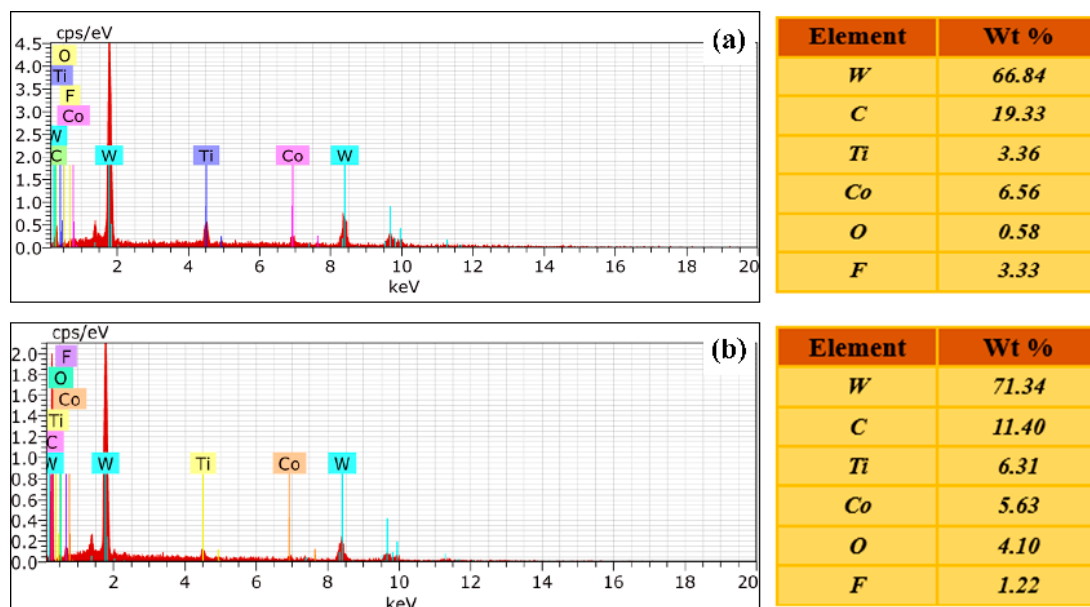 cps/eV
(a)
4.5
4.0
3.5
3.0
2.5
2.0
1.5
1.0
0.5
0.0
O
Ti
F
Co
W
C
W
Ti
Co
W
2 4 6 8 10 12 14 16 18 20
keV
Element Wt %
W 66.84
C 19.33
Ti 3.36
Co 6.56
O 0.58
F 3.33
cps/eV
(b)
2.0
1.8
1.6
1.4
1.2
1.0
0.8
0.6
0.4
0.2
0.0
F
O
Co
Ti
C
W
W
Ti
Co
W
2 4 6 8 10 12 14 16 18 20
keV
Element Wt %
W 71.34
C 11.40
Ti 6.31
Co 5.63
O 4.10
F 1.22